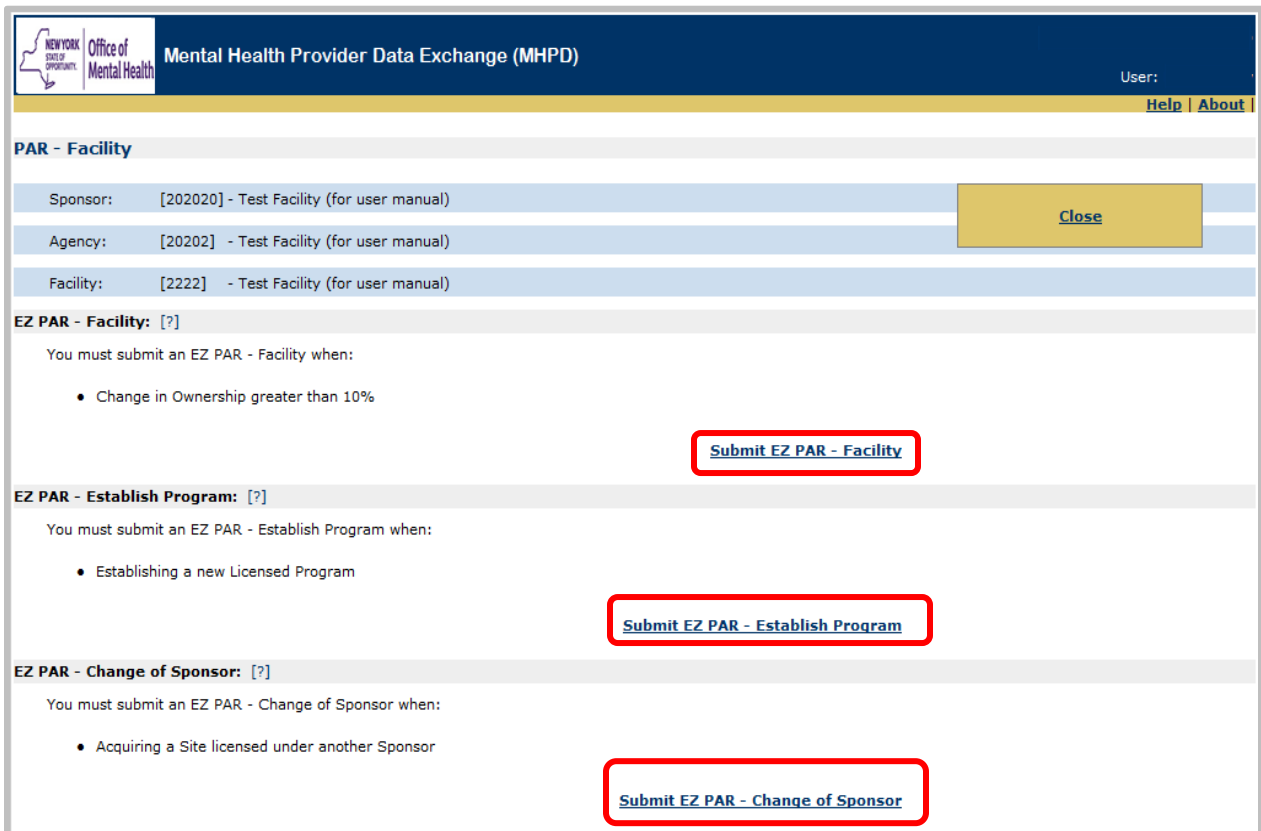 NEW YORK
STATE OF
OPPORTUNITY.
Office of
Mental Health
Mental Health Provider Data Exchange (MHPD)
User:
Help | About |
PAR - Facility
Sponsor: [202020] - Test Facility (for user manual)
Close
Agency: [20202] - Test Facility (for user manual)
Facility: [2222] - Test Facility (for user manual)
EZ PAR - Facility: [?]
You must submit an EZ PAR - Facility when:
• Change in Ownership greater than 10%
Submit EZ PAR - Facility
EZ PAR - Establish Program: [?]
You must submit an EZ PAR - Establish Program when:
• Establishing a new Licensed Program
Submit EZ PAR - Establish Program
EZ PAR - Change of Sponsor: [?]
You must submit an EZ PAR - Change of Sponsor when:
• Acquiring a Site licensed under another Sponsor
Submit EZ PAR - Change of Sponsor